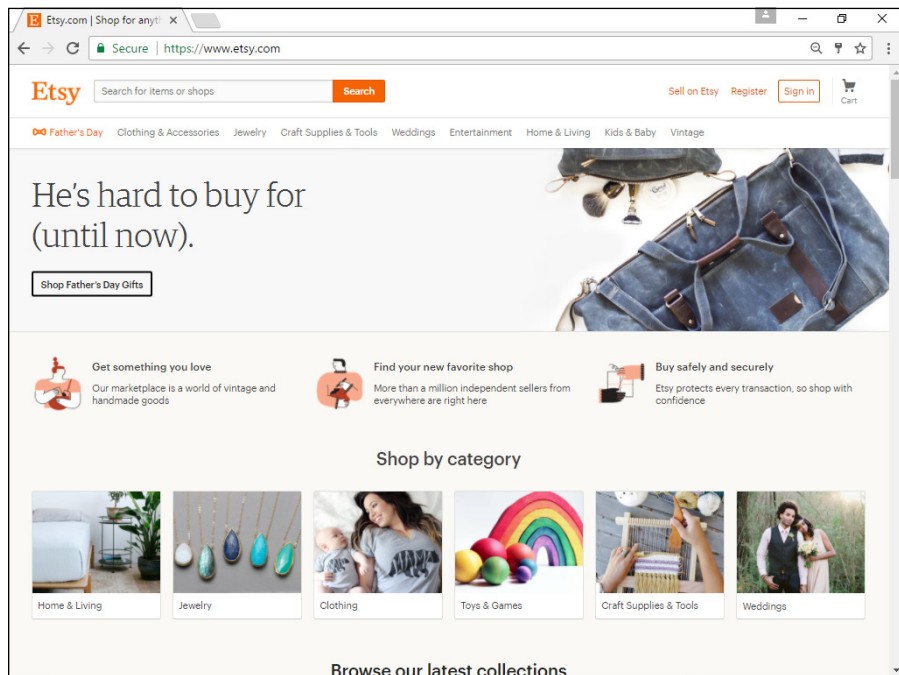 Etsy.com | Shop for anyth
Secure | https://www.etsy.com
Etsy
Search for items or shops
Search
Sell on Etsy Register Sign in
Cart
Father's Day Clothing & Accessories Jewelry Craft Supplies & Tools Weddings Entertainment Home & Living Kids & Baby Vintage
He's hard to buy for
(until now).
Shop Father's Day Gifts
Get something you love
Our marketplace is a world of vintage and
handmade goods
Find your new favorite shop
More than a million independent sellers from
everywhere are right here
Buy safely and securely
Etsy protects every transaction, so shop with
confidence
Shop by category
Home & Living
Jewelry
Clothing
Toys & Games
Craft Supplies & Tools
Weddings
Browse our latest collections